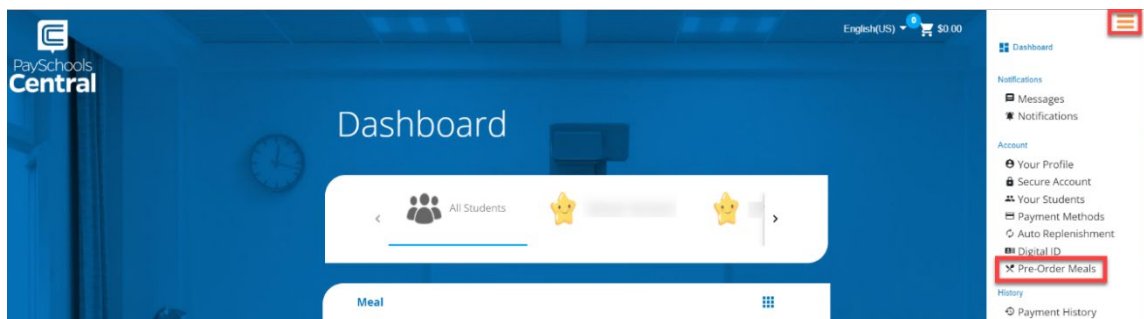 PaySchools
Central
English(US)
0
$0.00
Dashboard
All Students
Meal
Dashboard
Notifications
Messages
Notifications
Account
Your Profile
Secure Account
Your Students
Payment Methods
Auto Replenishment
Digital ID
Pre-Order Meals
History
Payment History